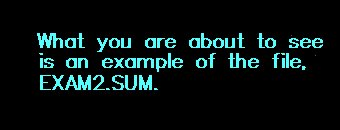 What you are about to see
is an example of the file,
EXAM2.SUM.